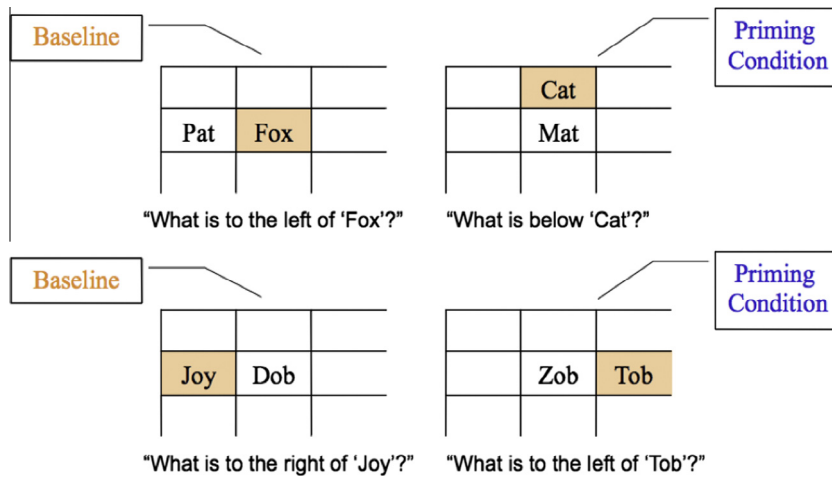 Baseline
Priming
Condition
Cat
Pat Fox
Mat
“What is to the left of ‘Fox’?”
“What is below ‘Cat’?”
Baseline
Priming
Condition
Joy Dob
Zob Tob
“What is to the right of ‘Joy’?”
“What is to the left of ‘Tob’?”